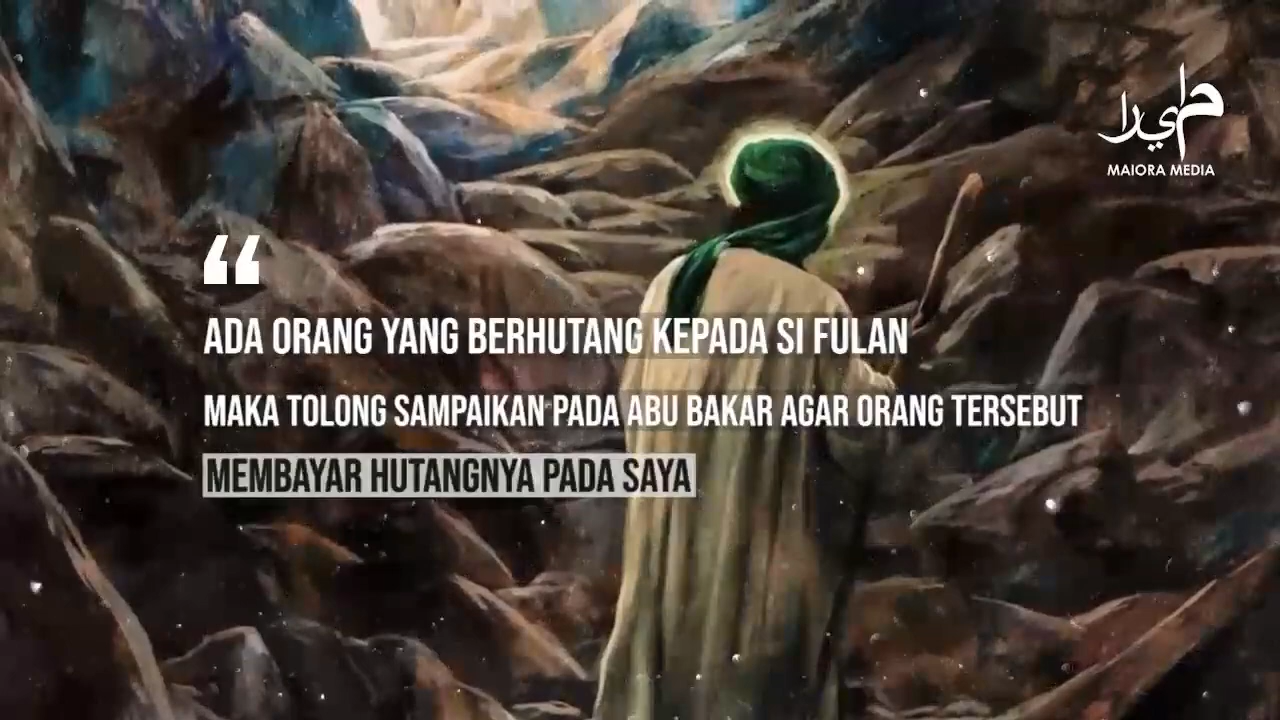 مايورا
MAIORA MEDIA
“
ADA ORANG YANG BERHUTANG KEPADA SI FULAN
MAKA TOLONG SAMPAIKAN PADA ABU BAKAR AGAR ORANG TERSEBUT
MEMBAYAR HUTANGNYA PADA SAYA